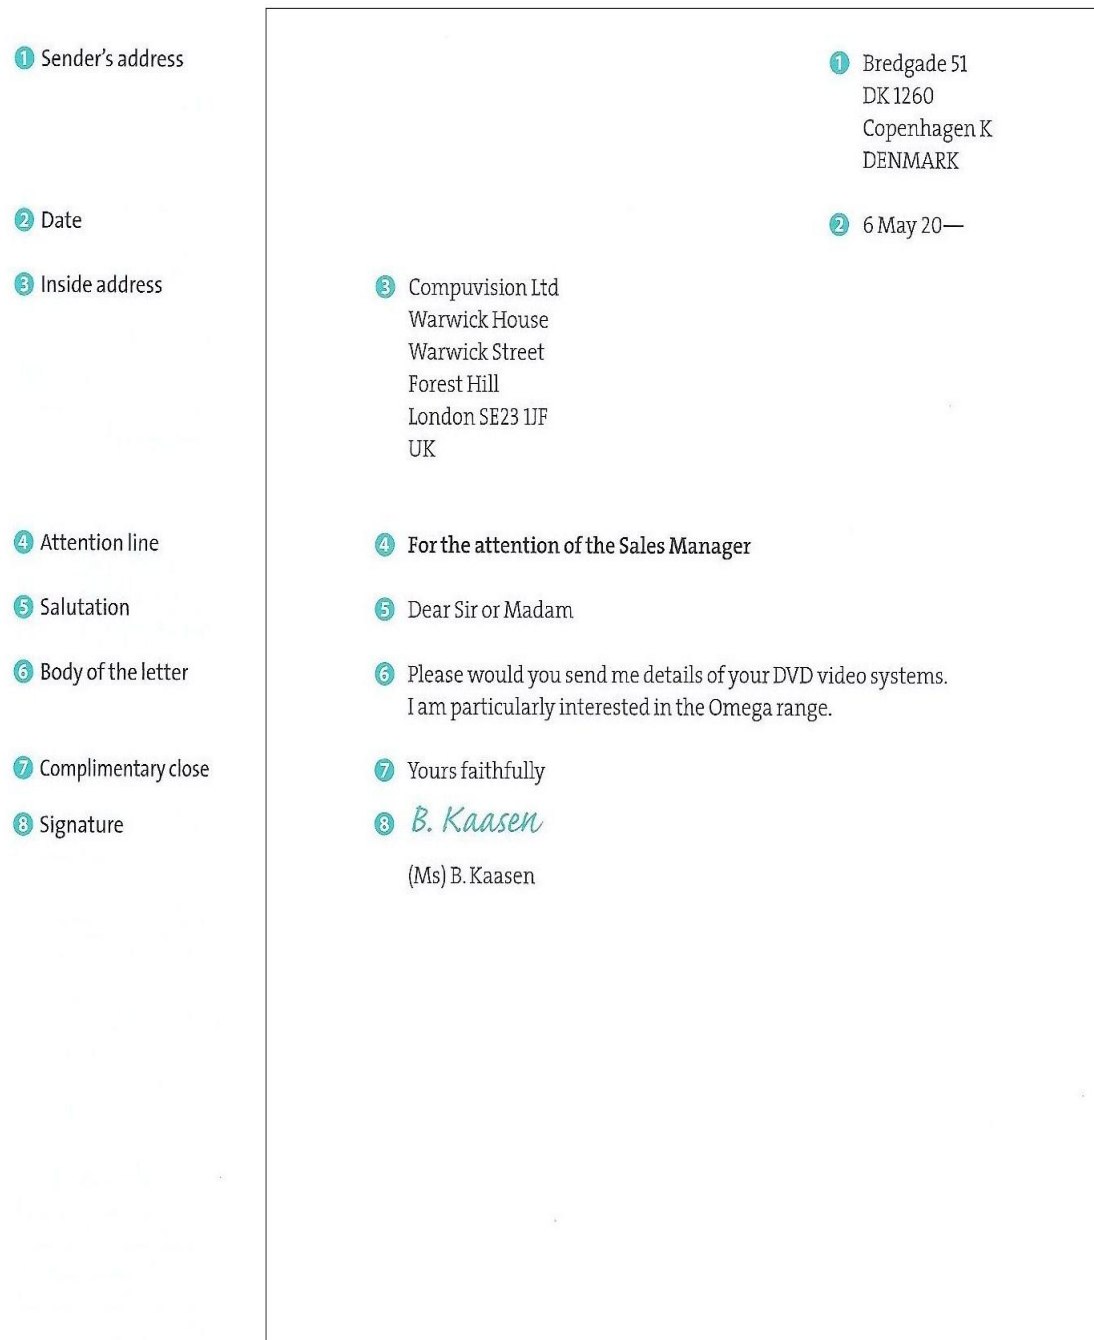 1 Sender's address
1 Bredgade 51
DK 1260
Copenhagen K
DENMARK
2 Date
2 6 May 20—
3 Inside address
3 Compuvision Ltd
Warwick House
Warwick Street
Forest Hill
London SE23 1JF
UK
4 Attention line
4 For the attention of the Sales Manager
5 Salutation
5 Dear Sir or Madam
6 Body of the letter
6 Please would you send me details of your DVD video systems.
I am particularly interested in the Omega range.
7 Complimentary close
7 Yours faithfully
8 Signature
8 B. Kaasen
(Ms) B. Kaasen